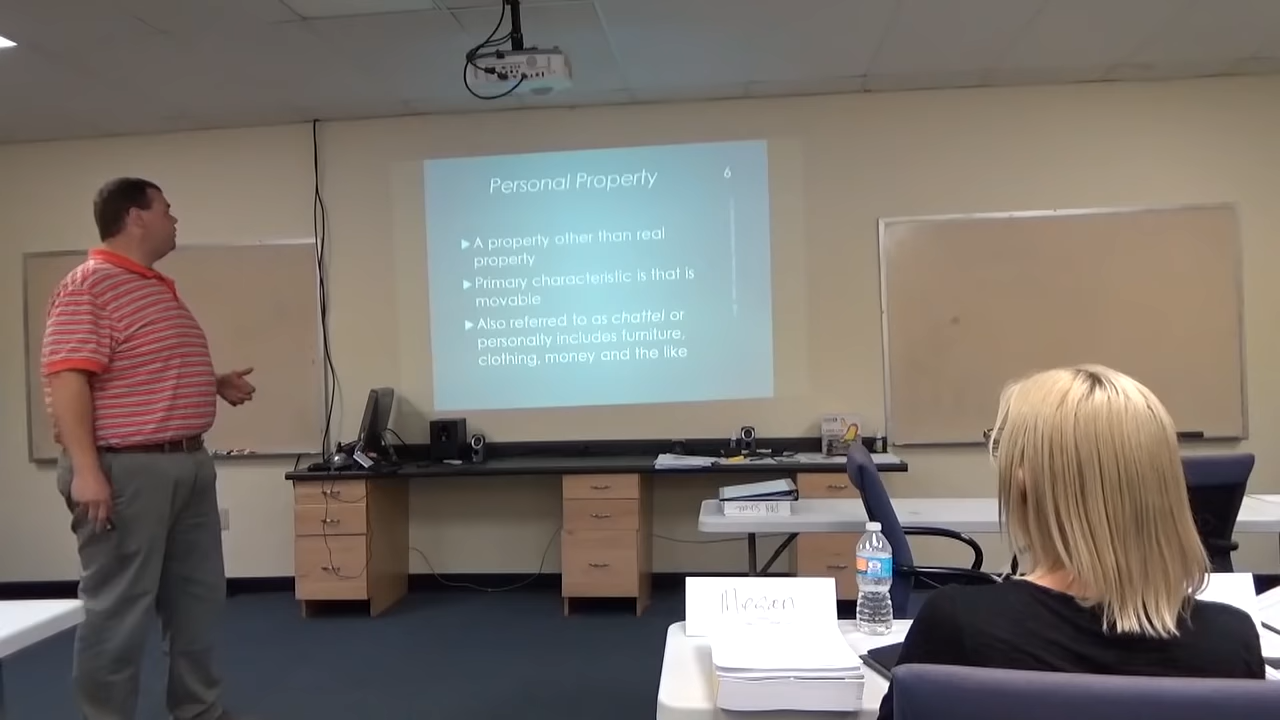 Personal Property
6
▶ A property other than real
property
▶ Primary characteristic is that is
movable
▶ Also referred to as chattel or
personalty includes furniture,
clothing, money and the like